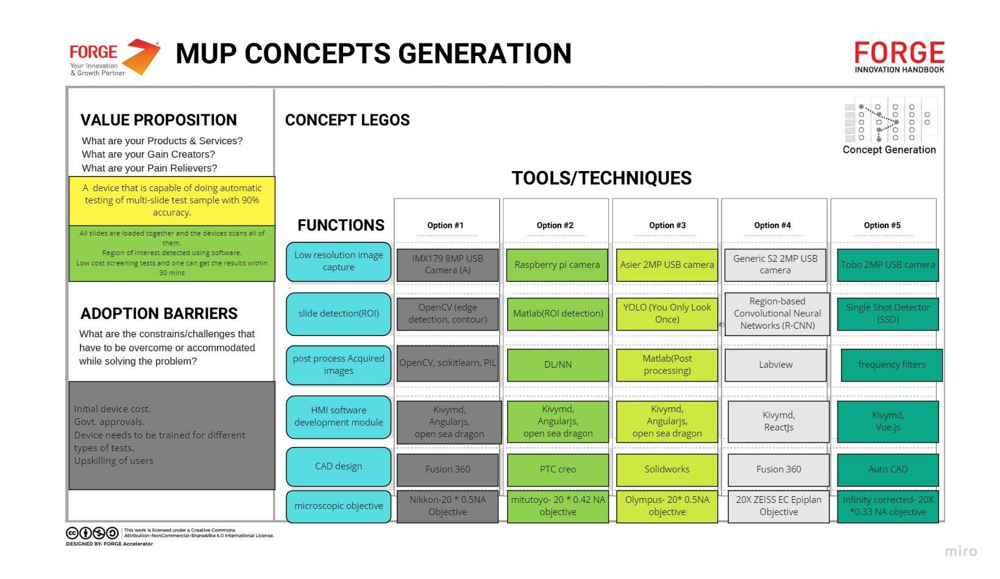 FORGE
Your Innovation
& Growth Partner
MUP CONCEPTS GENERATION
FORGE
INNOVATION HANDBOOK
VALUE PROPOSITION
What are your Products & Services?
What are your Gain Creators?
What are your Pain Relievers?
A device that is capable of doing automatic
testing of multi-slide test sample with 90%
accuracy.
All slides are loaded together and the devices scans all of
them.
Region of interest detected using software.
Low cost screening tests and one can get the results within
30 mins
ADOPTION BARRIERS
What are the constrains/challenges that
have to be overcome or accommodated
while solving the problem?
Initial device cost.
Govt. approvals.
Device needs to be trained for different
types of tests.
Upskilling of users
CONCEPT LEGOS
Concept Generation
TOOLS/TECHNIQUES
FUNCTIONS
Option #1
Option #2
Option #3
Option #4
Option #5
Low resolution image
capture
IMX179 8MP USB
Camera (A)
Raspberry pi camera
Asier 2MP USB camera
Generic S2 2MP USB
camera
Tobo 2MP USB camera
slide detection(ROI)
OpenCV (edge
detection, contour)
Matlab(ROI detection)
YOLO (You Only Look
Once)
Region-based
Convolutional Neural
Networks (R-CNN)
Single Shot Detector
(SSD)
post process Acquired
images
OpenCV, scikitlearn, PIL
DL/NN
Matlab(Post
processing)
Labview
frequency filters
HMI software
development module
Kivymd,
Angularjs,
open sea dragon
Kivymd,
Angularjs,
open sea dragon
Kivymd,
Angularjs,
open sea dragon
Kivymd,
ReactJs
Kivymd,
Vue.js
CAD design
Fusion 360
PTC creo
Solidworks
Fusion 360
Auto CAD
microscopic objective
Nikkon-20 * 0.5NA
Objective
mitutoyo- 20 * 0.42 NA
objective
Olympus- 20* 0.5NA
objective
20X ZEISS EC Epiplan
Objective
Infinity corrected- 20X
*0.33 NA objective
This work is licensed under a Creative Commons
Attribution-NonCommercial-ShareAlike 4.0 International License.
DESIGNED BY: FORGE Accelerator
miro